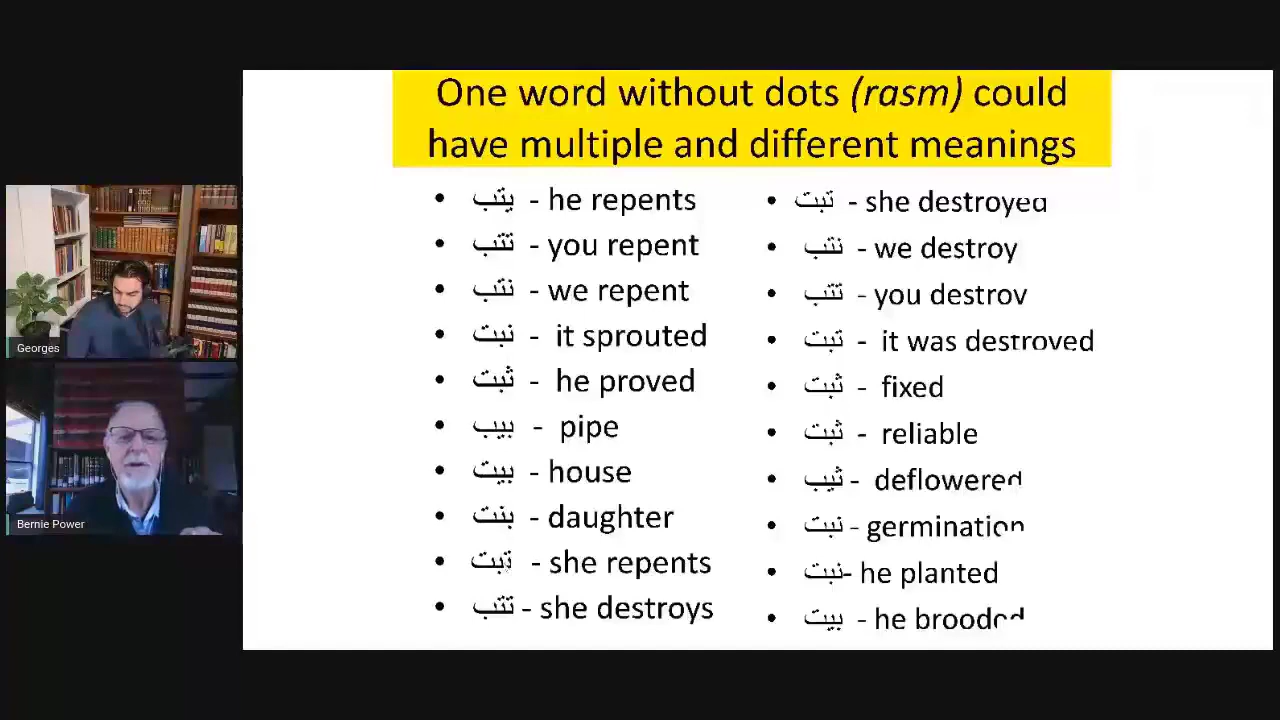 One word without dots (rasm) could
have multiple and different meanings
• يتب - he repents
• تتب - you repent
• نتب - we repent
• نبت - it sprouted
• ثبت - he proved
• بيب - pipe
• بيت - house
• بنت - daughter
• تبت - she repents
• تتب - she destroys
• تبت - she destroyed
• نتب - we destroy
• تتب - you destroy
• تبت - it was destroyed
• ثبت - fixed
• ثبت - reliable
• ثيب - deflowered
• نبت - germination
• نبت- he planted
• بيت - he brooded
Georges
Bernie Power